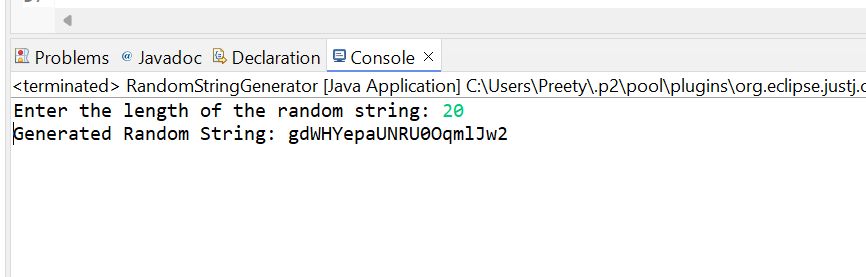 Problems @ Javadoc Declaration Console
<terminated> RandomStringGenerator [Java Application] C:\Users\Preety\.p2\pool\plugins\org.eclipse.justj.o
Enter the length of the random string: 20
Generated Random String: gdWHYepaUNRU0OqmlJw2